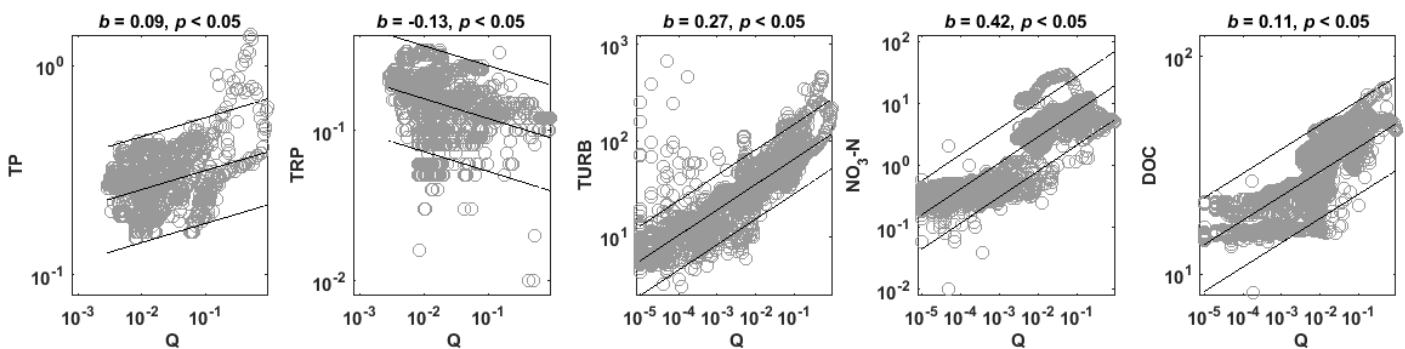 b = 0.09, p < 0.05
TP
10^0
10^-1
10^-3 10^-2 10^-1
Q
b = -0.13, p < 0.05
TRP
10^-1
10^-2
10^-3 10^-2 10^-1
Q
b = 0.27, p < 0.05
TURB
10^3
10^2
10^1
10^-5 10^-4 10^-3 10^-2 10^-1
Q
b = 0.42, p < 0.05
NO3-N
10^2
10^1
10^0
10^-1
10^-2
10^-5 10^-4 10^-3 10^-2 10^-1
Q
b = 0.11, p < 0.05
DOC
10^2
10^1
10^-5 10^-4 10^-3 10^-2 10^-1
Q